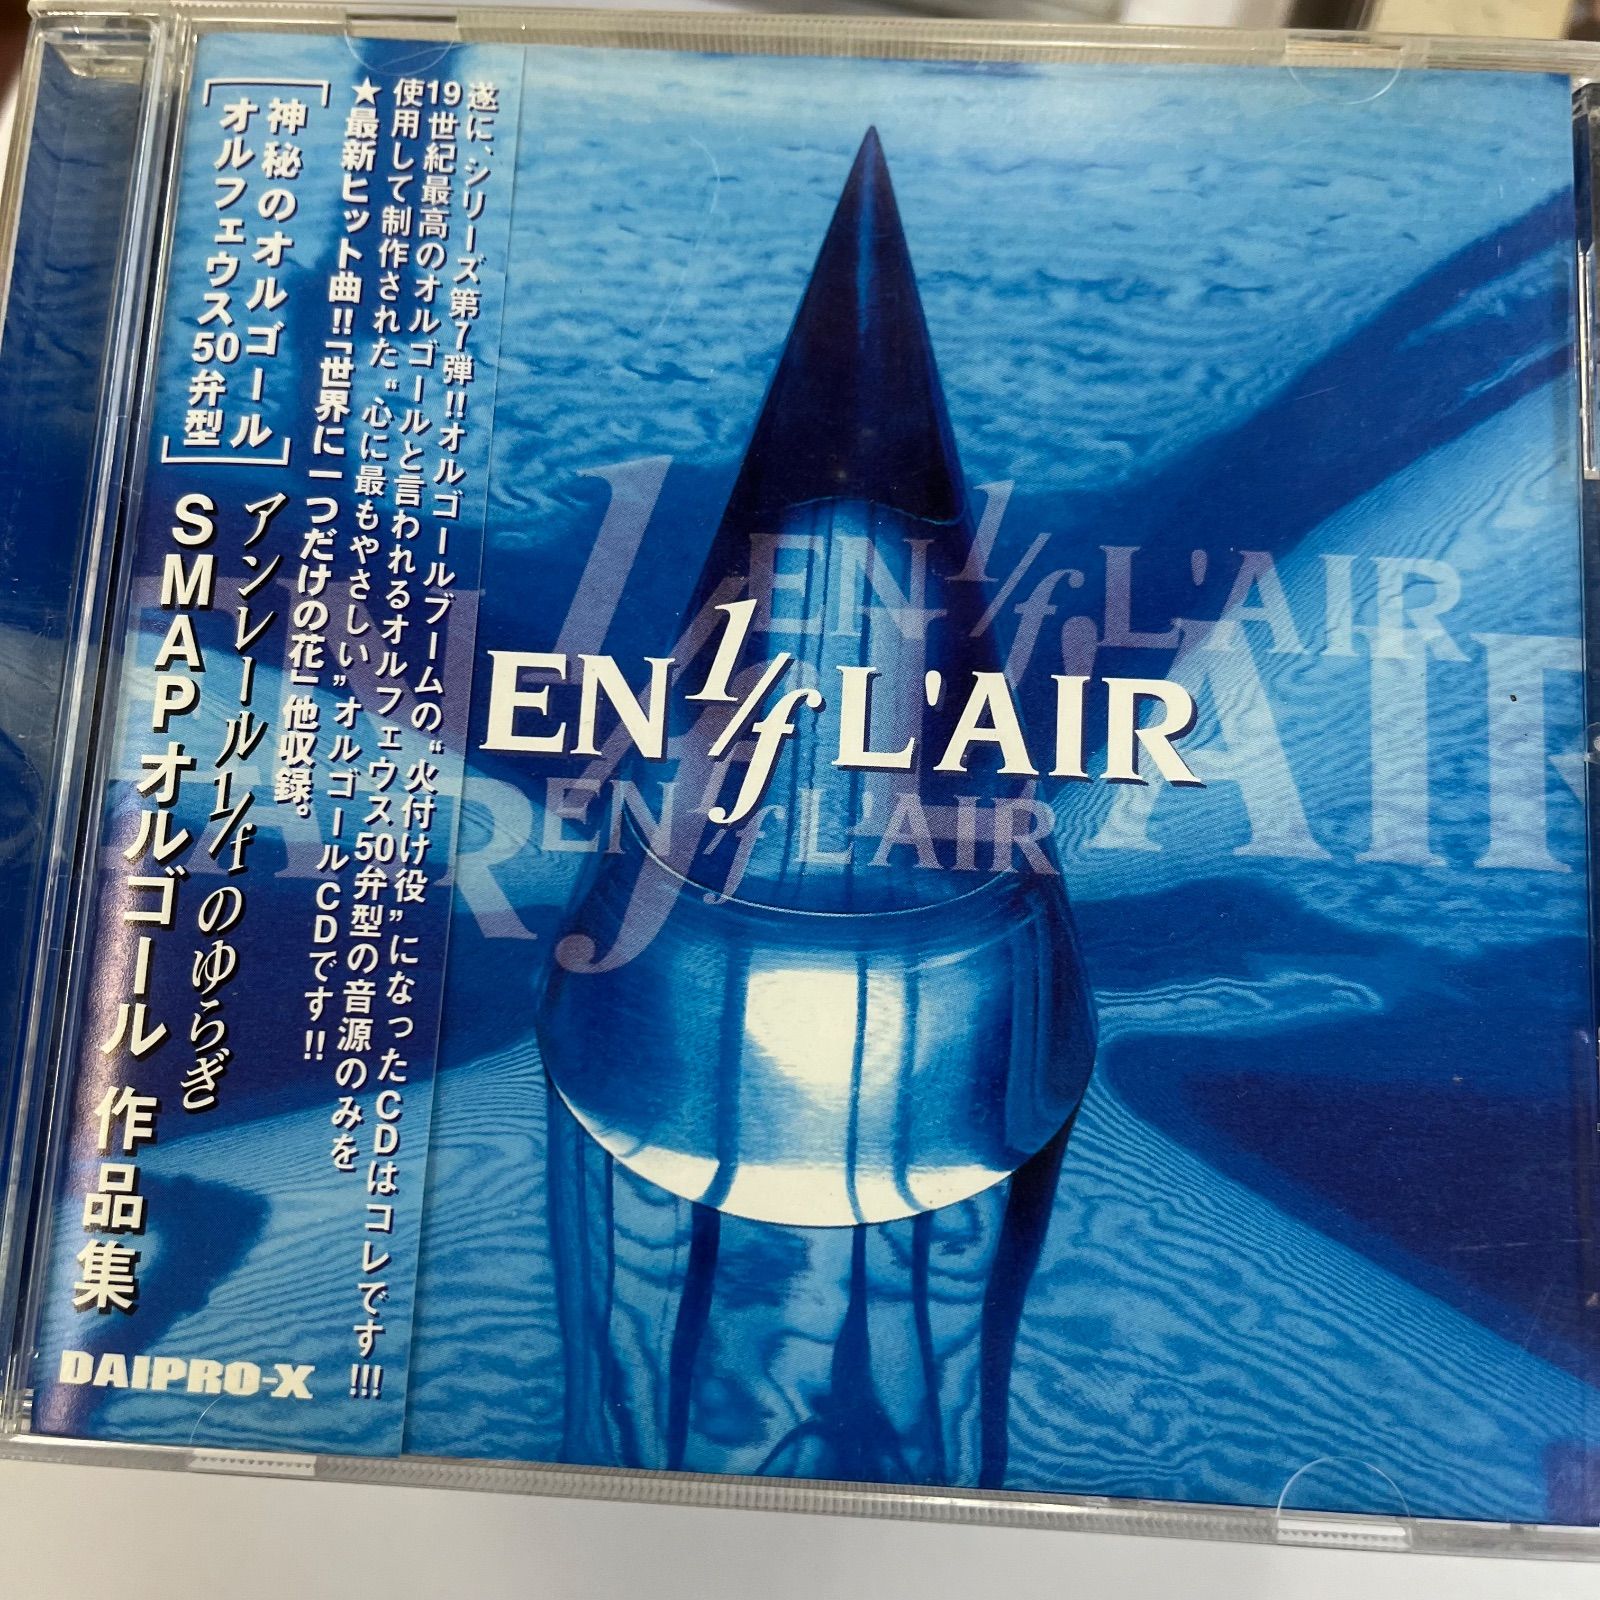 遂に、シリーズ第7弾!!オルゴールブームの“火付け役”になったCDはコレです!!!
19世紀最高のオルゴールと言われるオルフェウス50弁型の音源のみを
使用して制作された“心に最もやさしい”オルゴールCDです!!
★最新ヒット曲!!「世界に一つだけの花」他収録。
神秘のオルゴール
オルフェウス50弁型
アンレール1/fのゆらぎ
SMAPオルゴール 作品集
DAIPRO-X
EN 1/f L'AIR
EN 1/f L'AIR
EN 1/f L'AIR
EN 1/f L'AIR
AIR